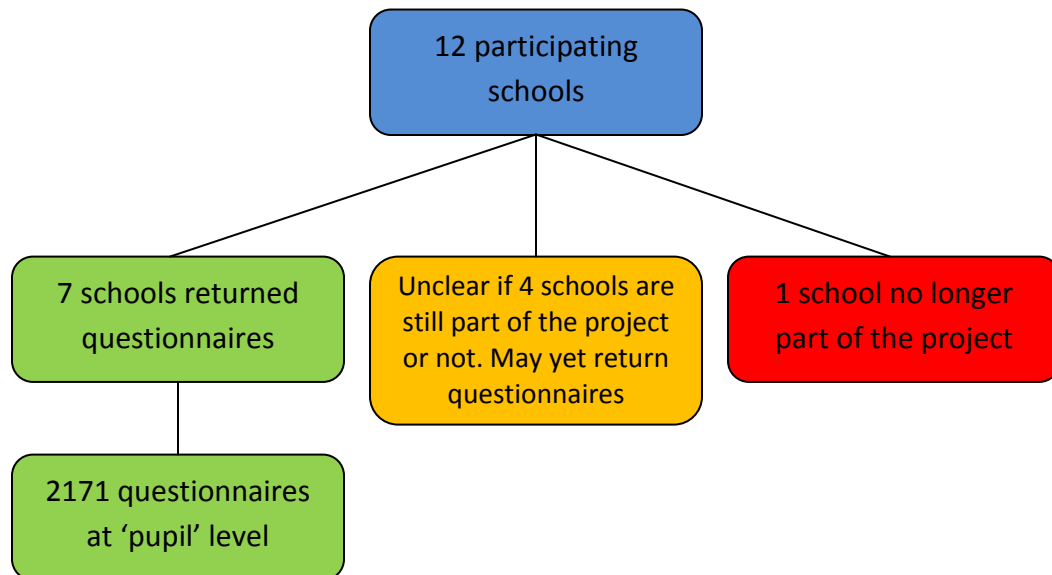 12 participating
schools
7 schools returned
questionnaires
Unclear if 4 schools are
still part of the project
or not. May yet return
questionnaires
1 school no longer
part of the project
2171 questionnaires
at ‘pupil’ level